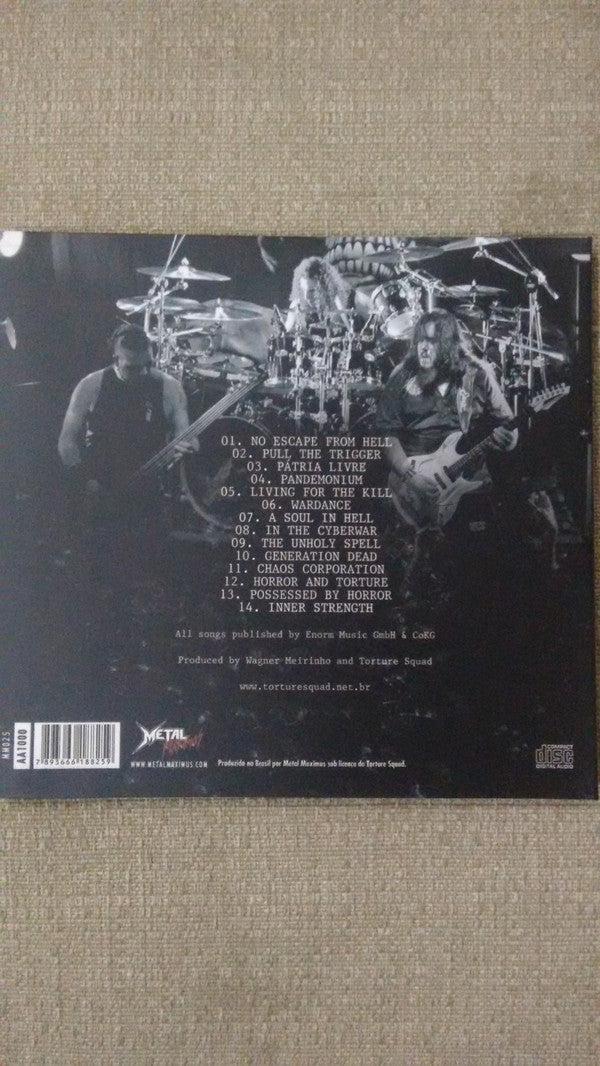 01. NO ESCAPE FROM HELL
02. PULL THE TRIGGER
03. PÁTRIA LIVRE
04. PANDEMONIUM
05. LIVING FOR THE KILL
06. WARDANCE
07. A SOUL IN HELL
08. IN THE CYBERWAR
09. THE UNHOLY SPELL
10. GENERATION DEAD
11. CHAOS CORPORATION
12. HORROR AND TORTURE
13. POSSESSED BY HORROR
14. INNER STRENGTH
All songs published by Enorm Music GmbH & CoKG
Produced by Wagner Meirinho and Torture Squad
www.torturesquad.net.br
MM025
AA1000
7 893666 188259
METAL
WWW.METALMAXIMUS.COM
Produzido no Brasil por Metal Maximus sob licença do Torture Squad.
COMPACT
disc
DIGITAL AUDIO